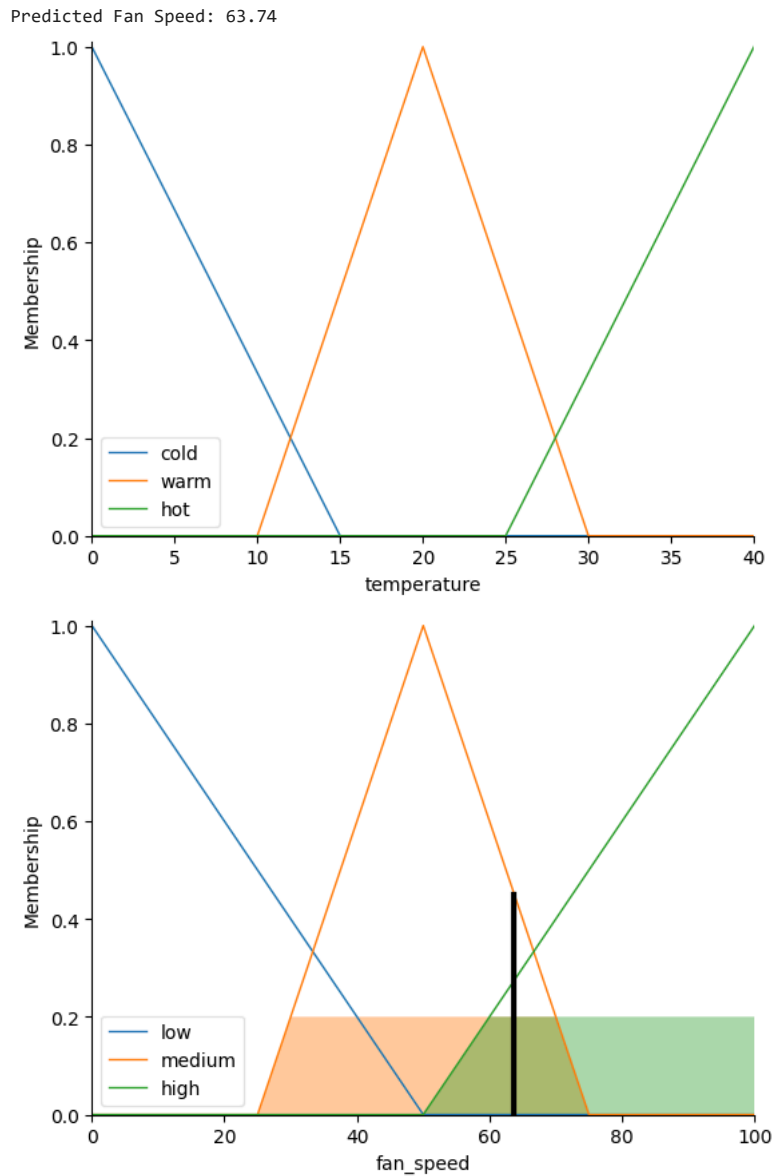 Predicted Fan Speed: 63.74
1.0
0.8
0.6
0.4
0.2
0.0
Membership
cold
warm
hot
0 5 10 15 20 25 30 35 40
temperature
1.0
0.8
0.6
0.4
0.2
0.0
Membership
low
medium
high
0 20 40 60 80 100
fan_speed